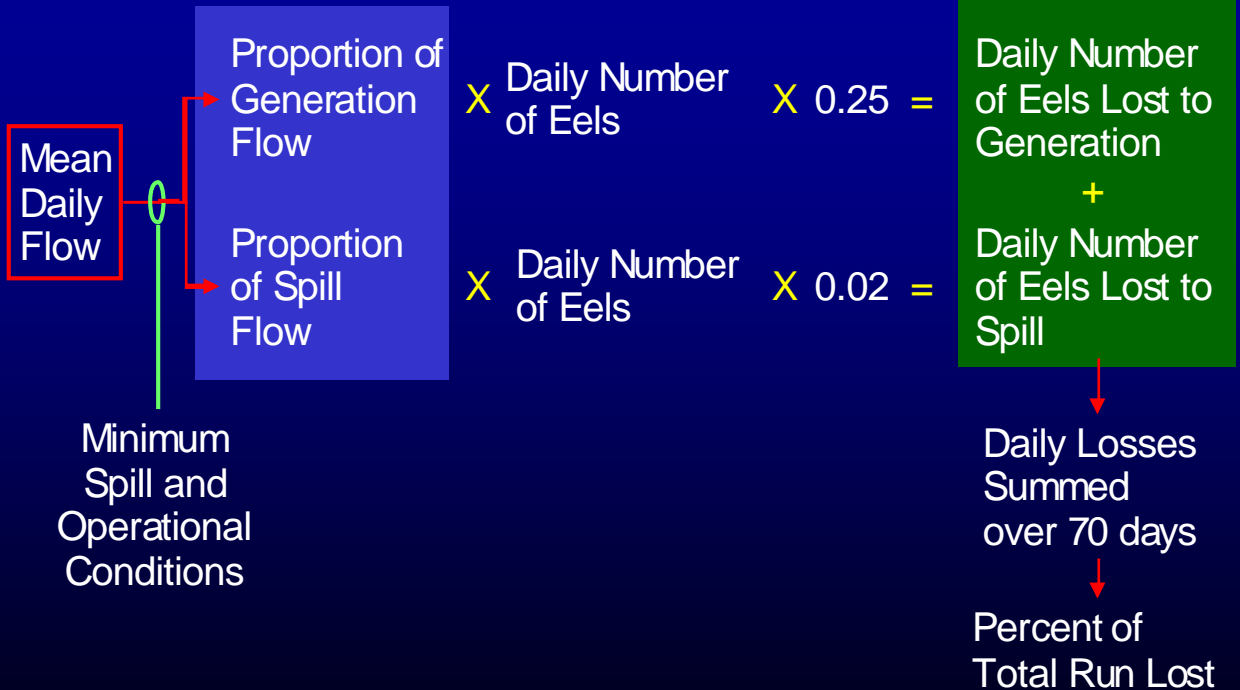 Mean
Daily
Flow
Proportion of
Generation
Flow
X
Daily Number
of Eels
X 0.25 =
Daily Number
of Eels Lost to
Generation
+
Proportion
of Spill
Flow
X
Daily Number
of Eels
X 0.02 =
Daily Number
of Eels Lost to
Spill
Minimum
Spill and
Operational
Conditions
Daily Losses
Summed
over 70 days
Percent of
Total Run Lost